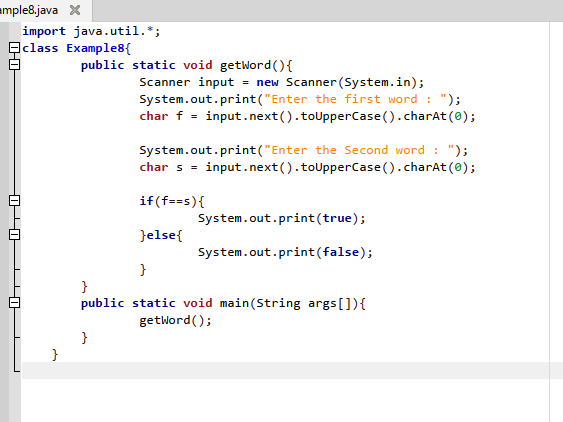 ample8.java
import java.util.*;
class Example8{
public static void getWord(){
Scanner input = new Scanner(System.in);
System.out.print("Enter the first word : ");
char f = input.next().toUpperCase().charAt(0);
System.out.print("Enter the Second word : ");
char s = input.next().toUpperCase().charAt(0);
if(f==s){
System.out.print(true);
}else{
System.out.print(false);
}
}
public static void main(String args[]){
getWord();
}
}